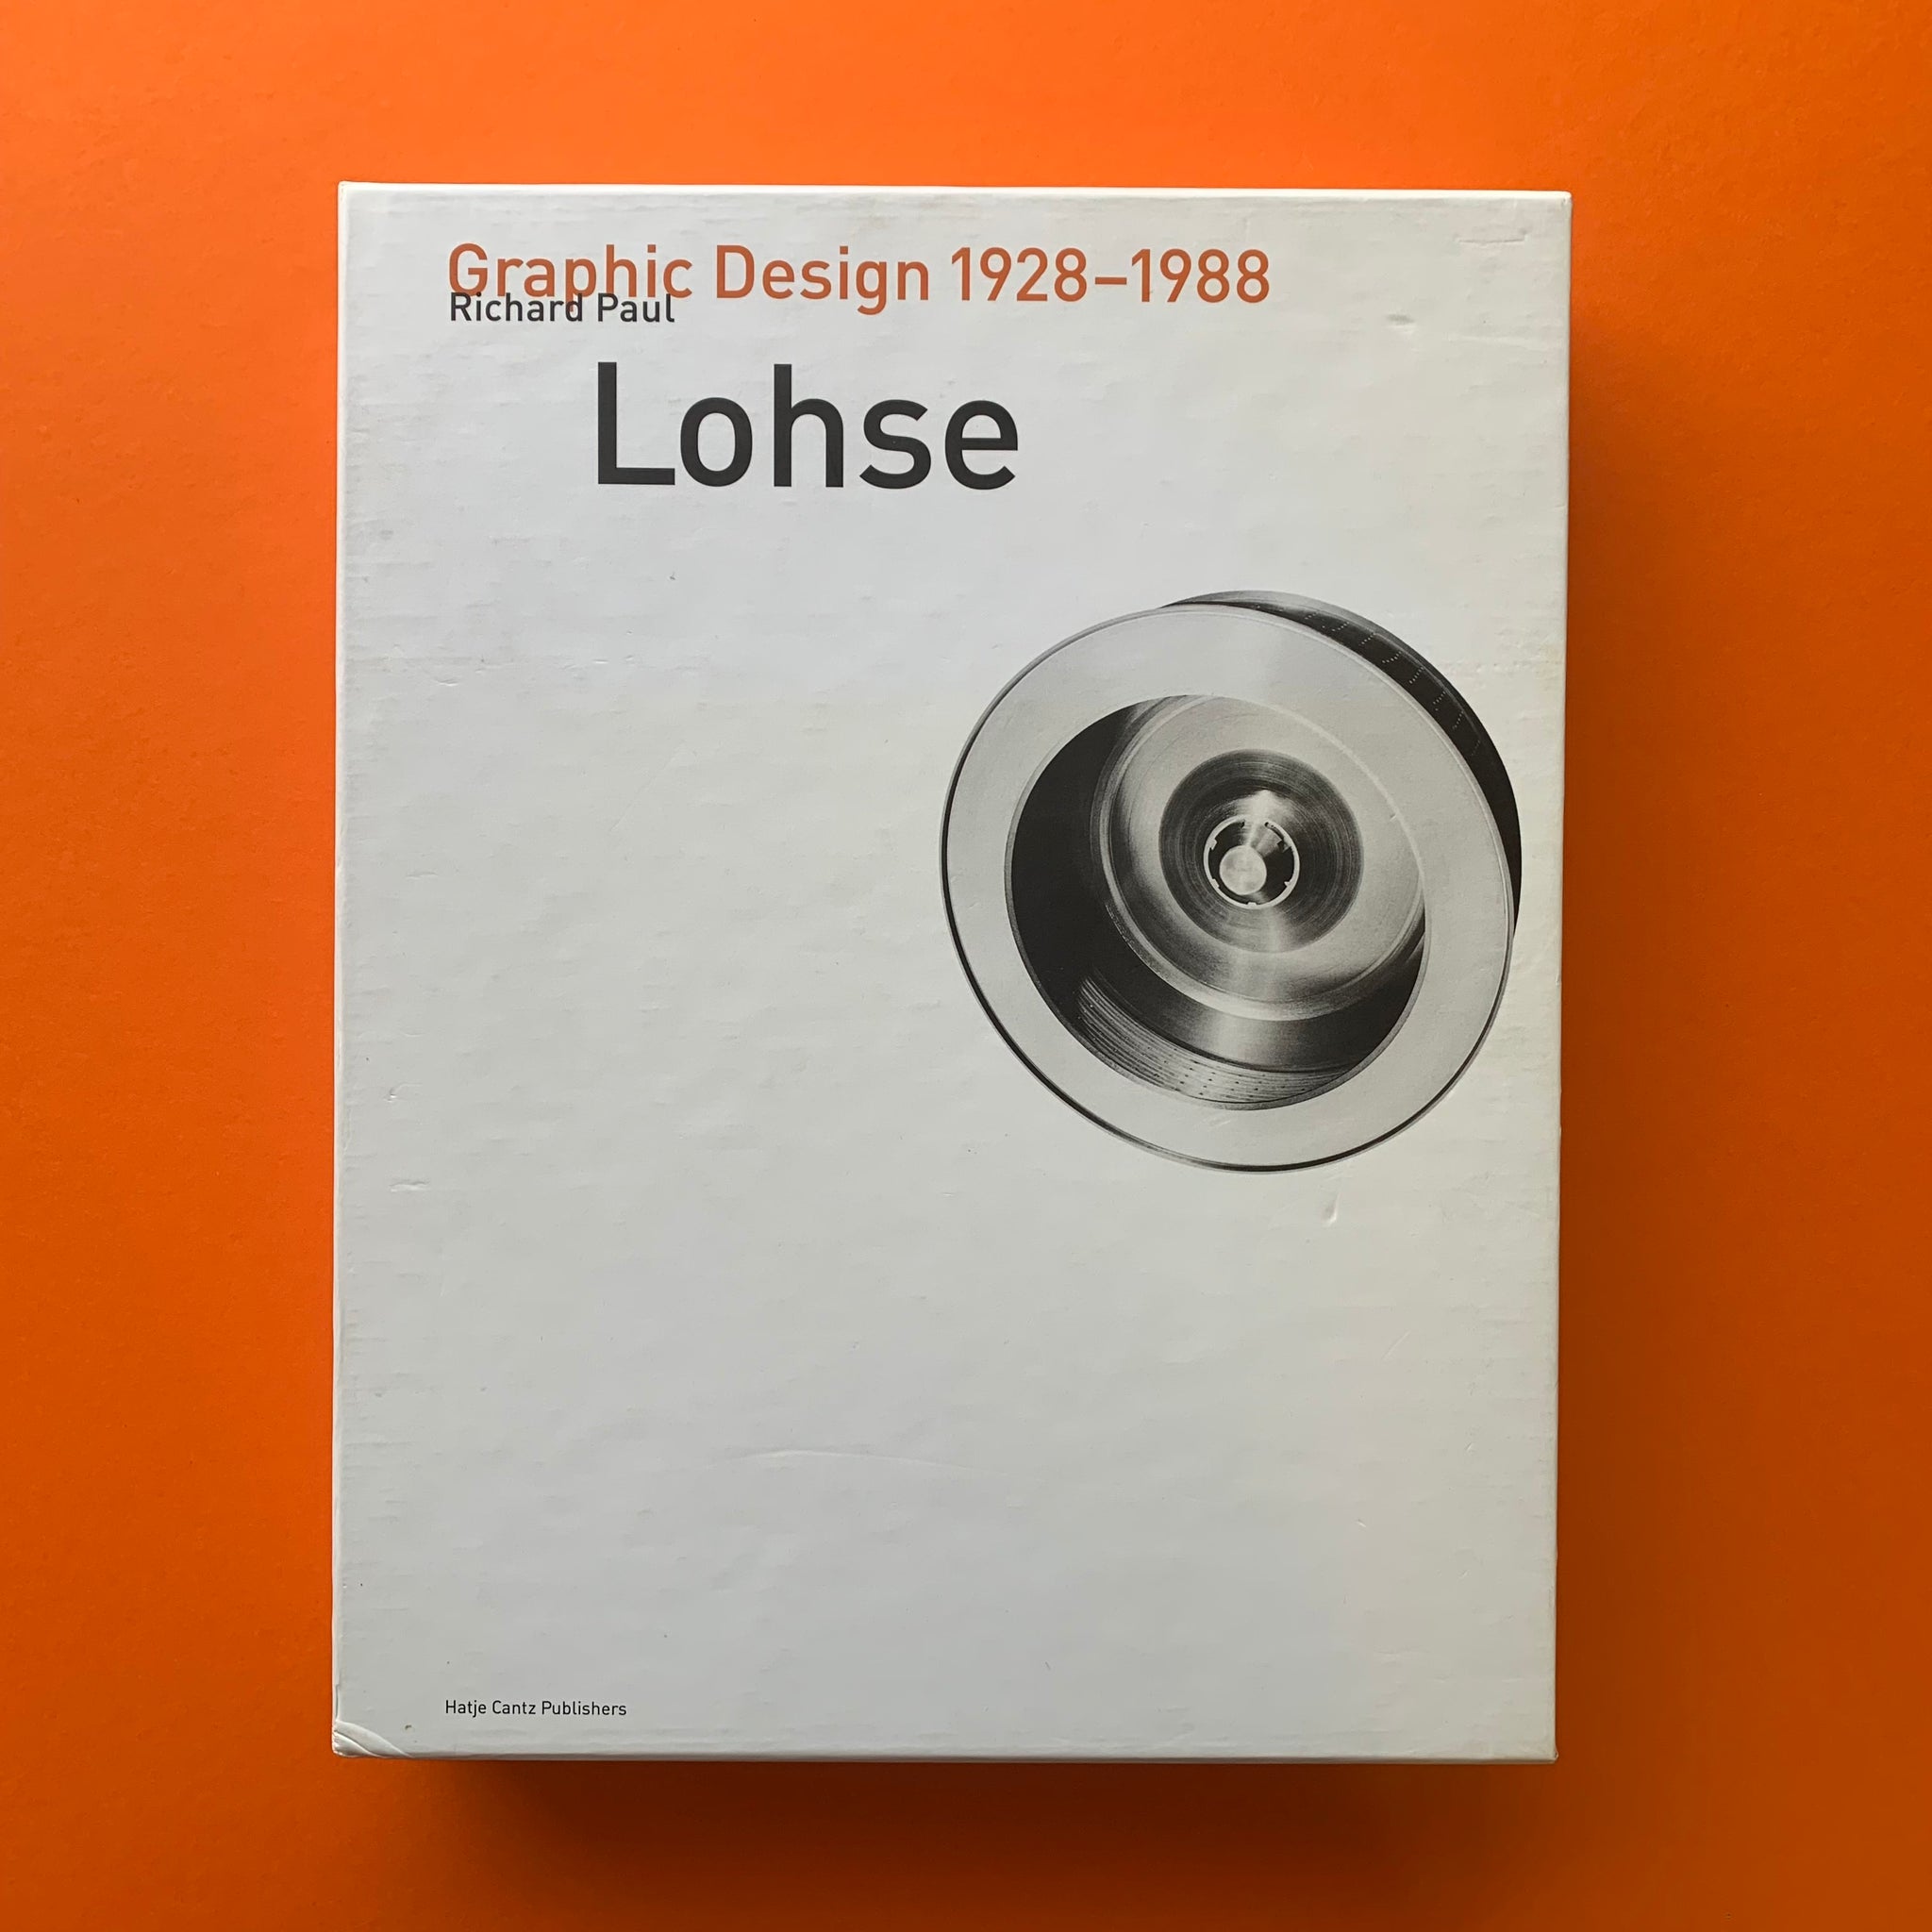 Graphic Design 1928–1988
Richard Paul
Lohse
Hatje Cantz Publishers